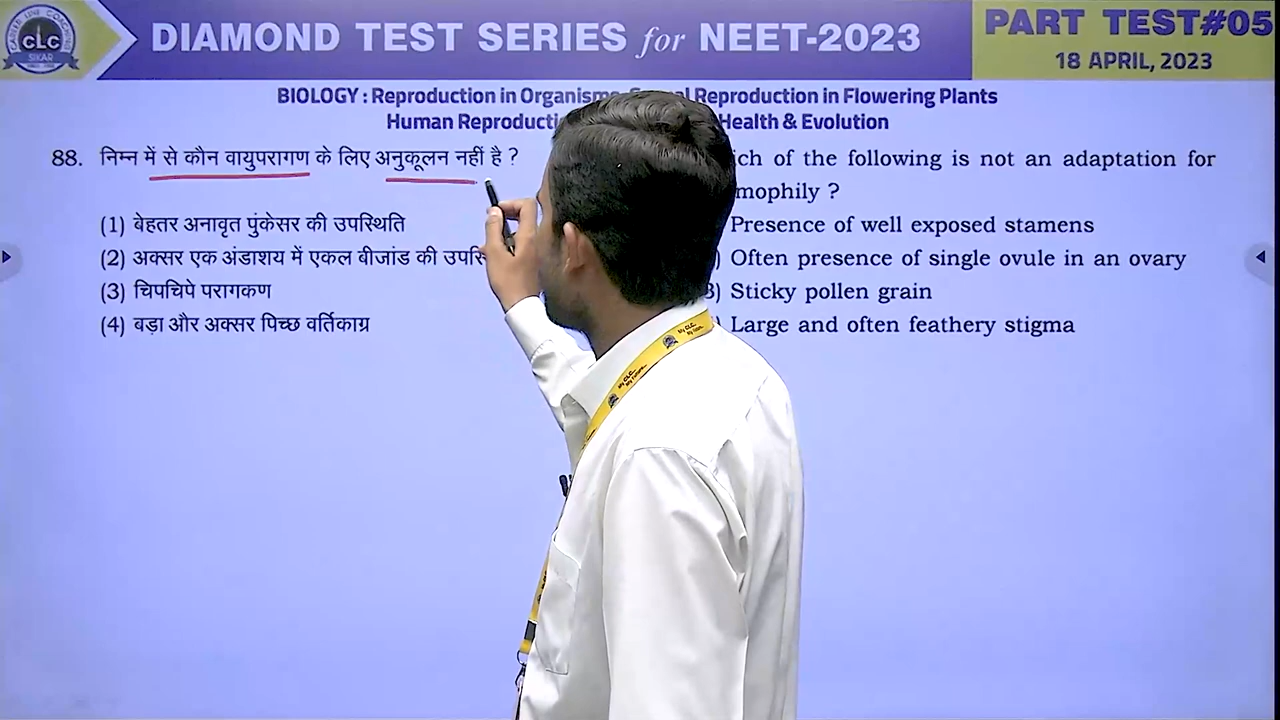 CLC
SIKAR
DIAMOND TEST SERIES for NEET-2023
PART TEST#05
18 APRIL, 2023
BIOLOGY : Reproduction in Organisms, Reproduction in Flowering Plants
Human Health & Evolution
88. निम्न में से कौन वायुपरागण के लिए अनुकूलन नहीं है ?
(1) बेहतर अनावृत पुंकेसर की उपस्थिति
(2) अक्सर एक अंडाशय में एकल बीजांड की
(3) चिपचिपे परागकण
(4) बड़ा और अक्सर पिच्छ वर्तिकाग्र
of the following is not an adaptation for
?
Presence of well exposed stamens
Often presence of single ovule in an ovary
Sticky pollen grain
Large and often feathery stigma